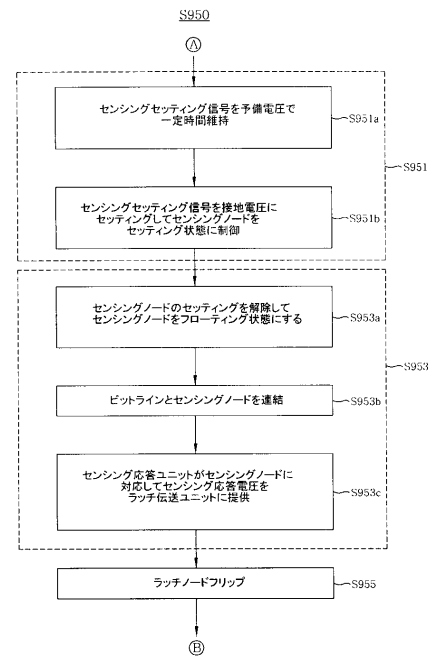 S950
A
センシングセッティング信号を予備電圧で
一定時間維持
S951a
S951
センシングセッティング信号を接地電圧に
セッティングしてセンシングノードを
セッティング状態に制御
S951b
センシングノードのセッティングを解除して
センシングノードをフローティング状態にする
S953a
S953
ビットラインとセンシングノードを連結
S953b
センシング応答ユニットがセンシングノードに
対応してセンシング応答電圧を
ラッチ伝送ユニットに提供
S953c
ラッチノードフリップ
S955
B